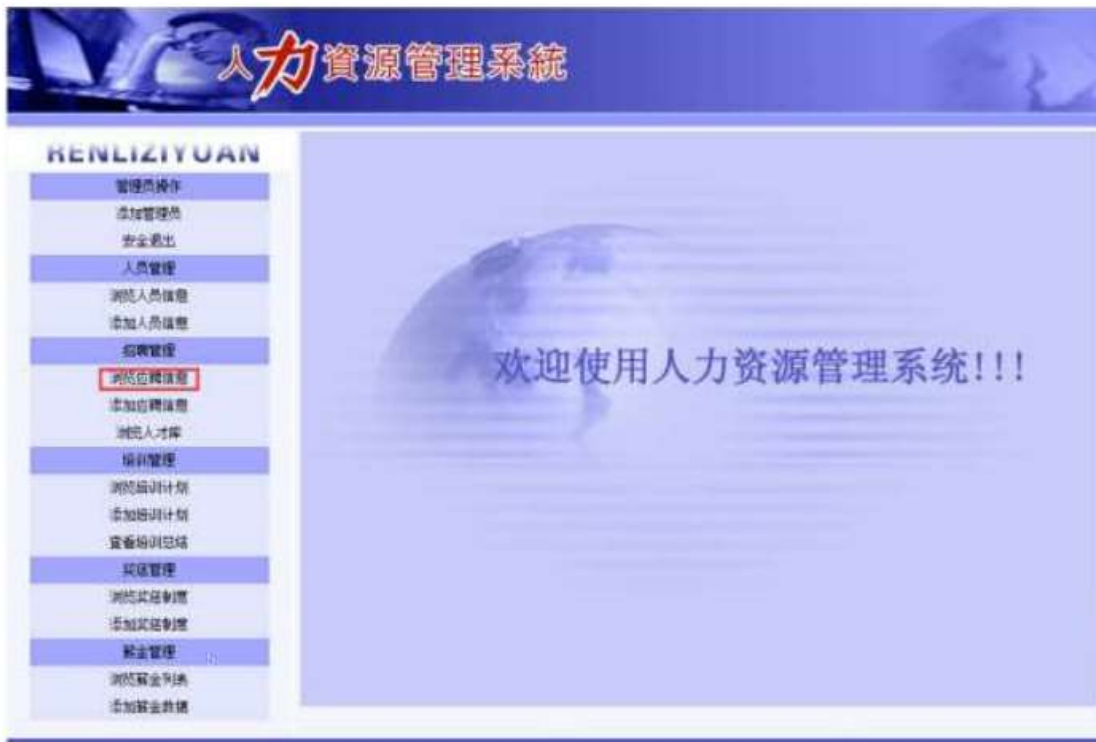 人力資源管理系統
RENLIZIYUAN
管理员操作
添加管理员
安全退出
人员管理
浏览人员信息
添加人员信息
招聘管理
浏览应聘信息
添加应聘信息
浏览人才库
培训管理
浏览培训计划
添加培训计划
查看培训总结
奖惩管理
浏览奖惩制度
添加奖惩制度
薪金管理
浏览薪金列表
添加薪金数据
欢迎使用人力资源管理系统!!!